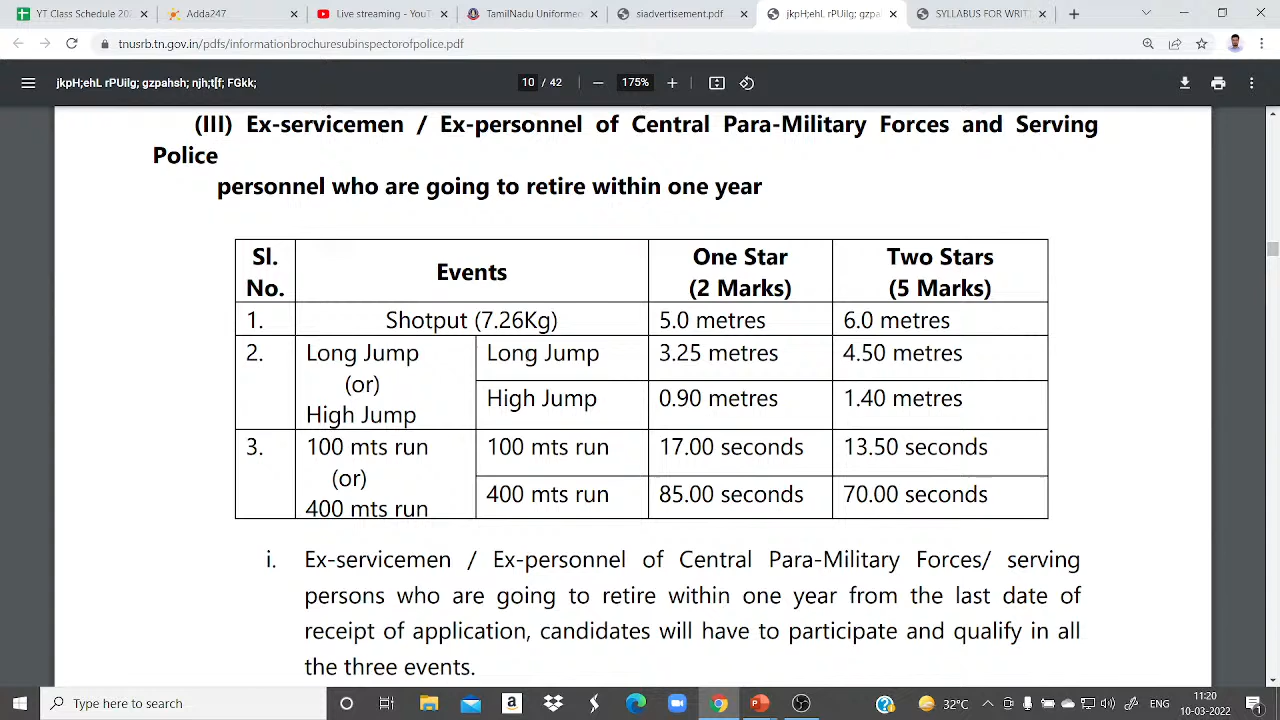 YT Class Schedule 202
Adda247
Live streaming - YouT
TamilNadu Uniformed
siadvertisement.pdf
jkpH;ehL rPUilg; gzpa
SYLLABUS FOR WRIT
tnusrb.tn.gov.in/pdfs/informationbrochuresubinspectorofpolice.pdf
jkpH;ehL rPUilg; gzpahsh; njh;t[f; FGkk;
10 / 42
175%
(III) Ex-servicemen / Ex-personnel of Central Para-Military Forces and Serving
Police
personnel who are going to retire within one year
Sl. No. Events One Star (2 Marks) Two Stars (5 Marks)
1. Shotput (7.26Kg) 5.0 metres 6.0 metres
2. Long Jump (or) High Jump Long Jump 3.25 metres 4.50 metres
High Jump 0.90 metres 1.40 metres
3. 100 mts run (or) 400 mts run 100 mts run 17.00 seconds 13.50 seconds
400 mts run 85.00 seconds 70.00 seconds
i. Ex-servicemen / Ex-personnel of Central Para-Military Forces/ serving
persons who are going to retire within one year from the last date of
receipt of application, candidates will have to participate and qualify in all
the three events.
Type here to search
32°C
11:20
10-03-2022